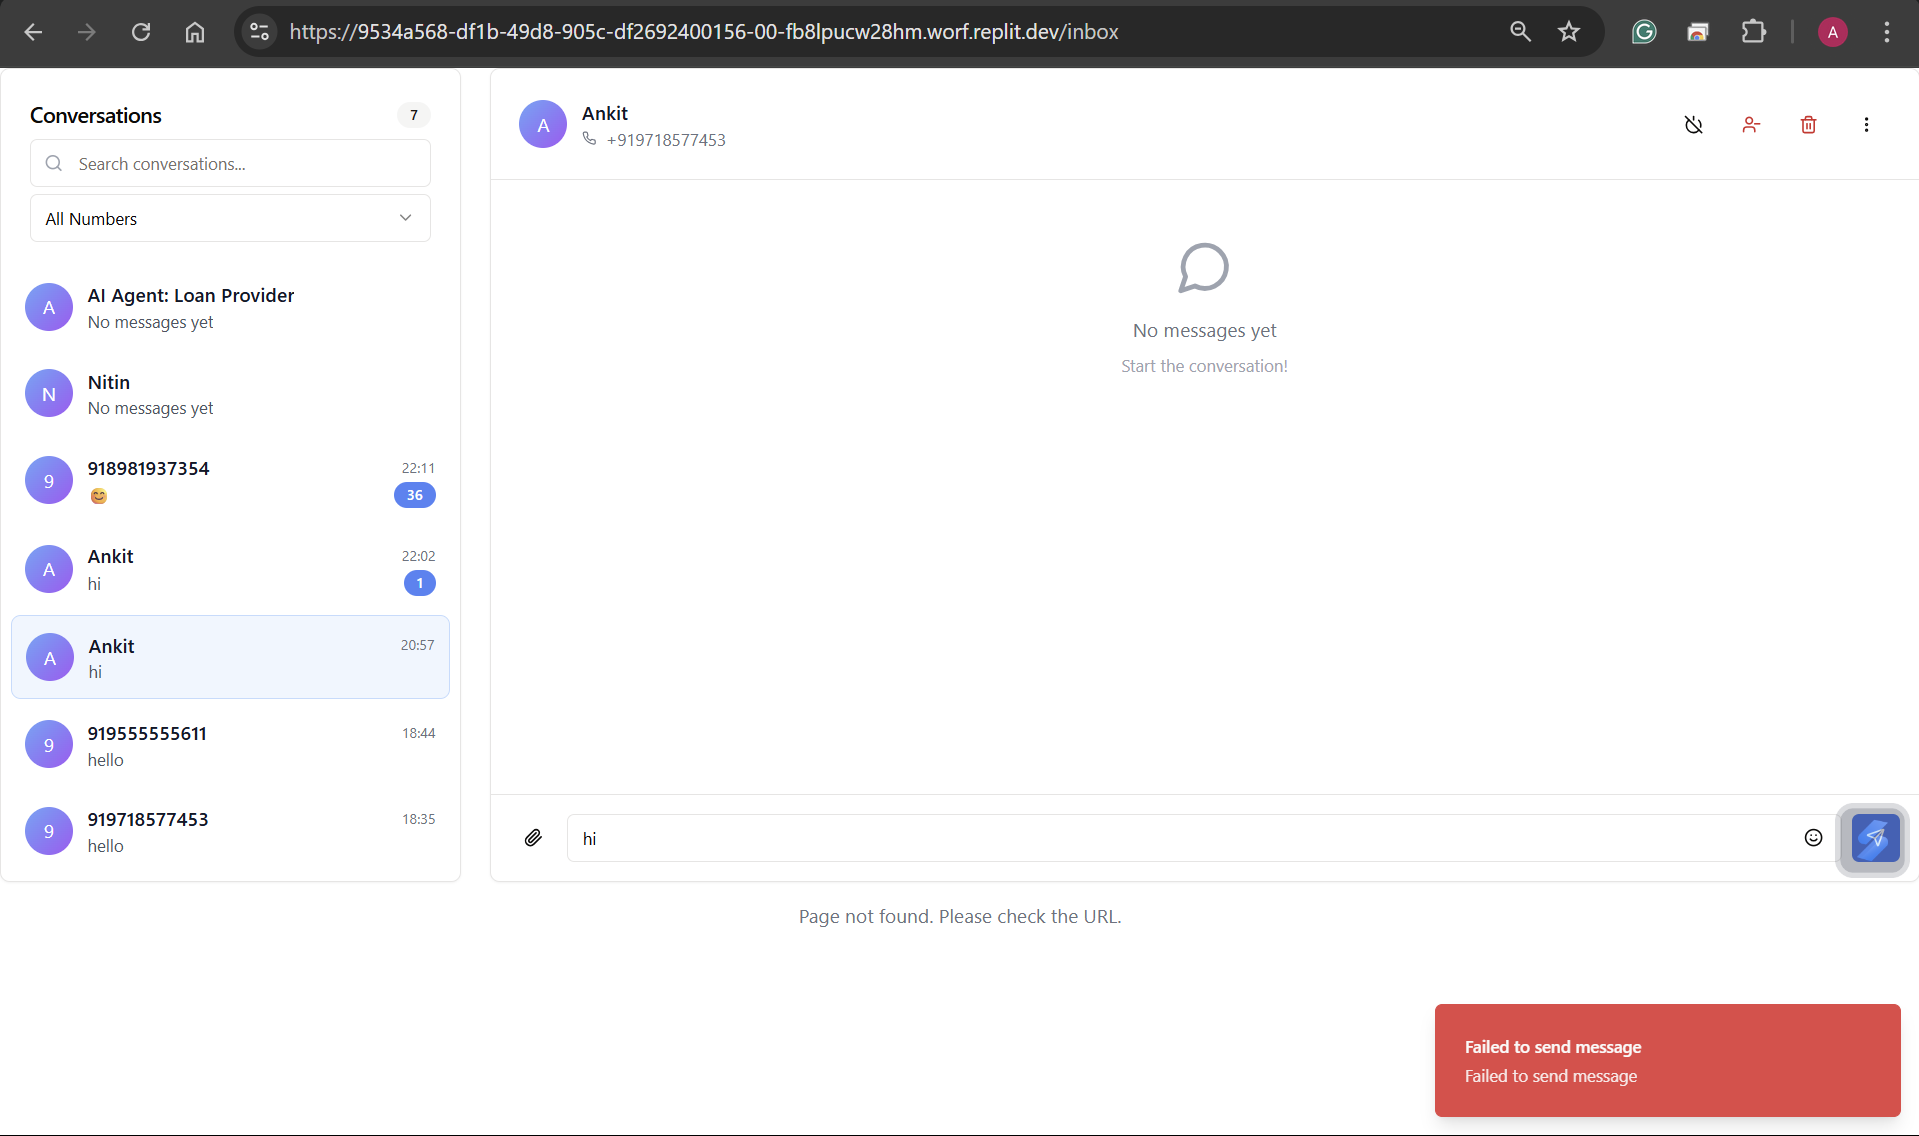 https://9534a568-df1b-49d8-905c-df2692400156-00-fb8lpucw28hm.worf.replit.dev/inbox
A
Conversations
7
Search conversations...
All Numbers
A
AI Agent: Loan Provider
No messages yet
N
Nitin
No messages yet
9
918981937354
22:11
😊
36
A
Ankit
22:02
hi
1
A
Ankit
20:57
hi
9
919555555611
18:44
hello
9
919718577453
18:35
hello
A
Ankit
+919718577453
No messages yet
Start the conversation!
hi
Page not found. Please check the URL.
Failed to send message
Failed to send message